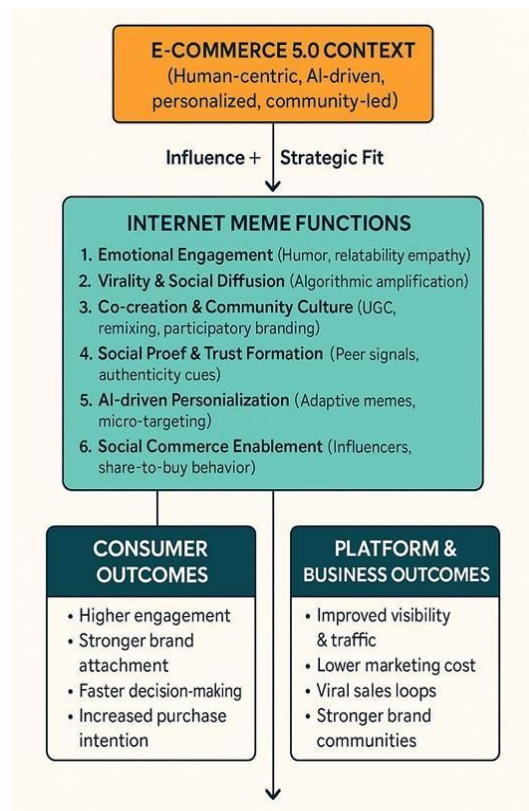 E-COMMERCE 5.0 CONTEXT
(Human-centric, AI-driven,
personalized, community-led)
Influence + Strategic Fit
INTERNET MEME FUNCTIONS
1. Emotional Engagement (Humor, relatability empathy)
2. Virality & Social Diffusion (Algorithmic amplification)
3. Co-creation & Community Culture (UGC,
remixing, participatory branding)
4. Social Proef & Trust Formation (Peer signals,
authenticity cues)
5. AI-driven Personialization (Adaptive memes,
micro-targeting)
6. Social Commerce Enablement (Influencers,
share-to-buy behavior)
CONSUMER
OUTCOMES
• Higher engagement
• Stronger brand
attachment
• Faster decision-making
• Increased purchase
intention
PLATFORM &
BUSINESS OUTCOMES
• Improved visibility
& traffic
• Lower marketing cost
• Viral sales loops
• Stronger brand
communities